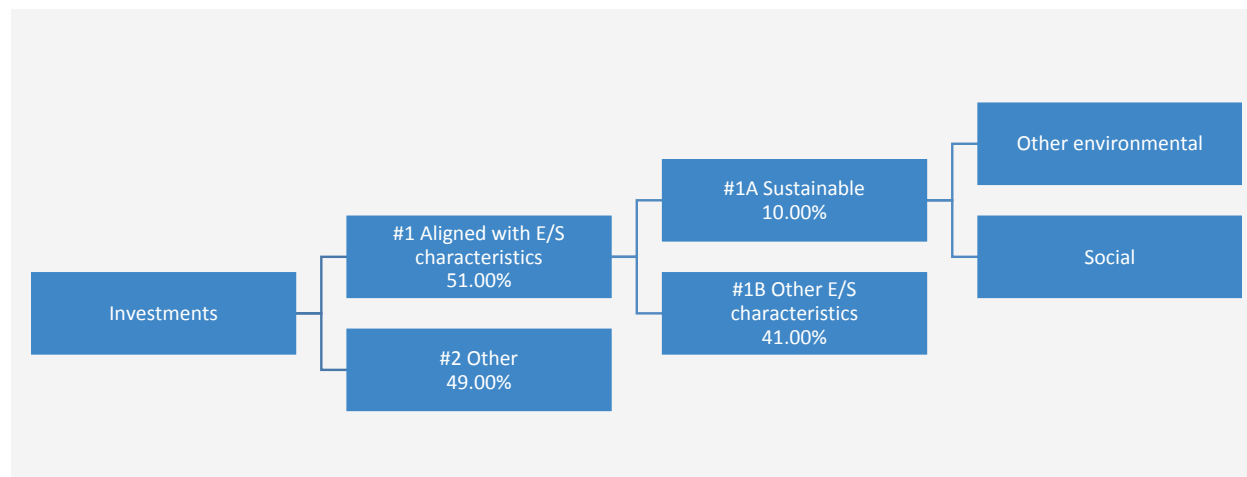 Investments
#1 Aligned with E/S
characteristics
51.00%
#2 Other
49.00%
#1A Sustainable
10.00%
#1B Other E/S
characteristics
41.00%
Other environmental
Social